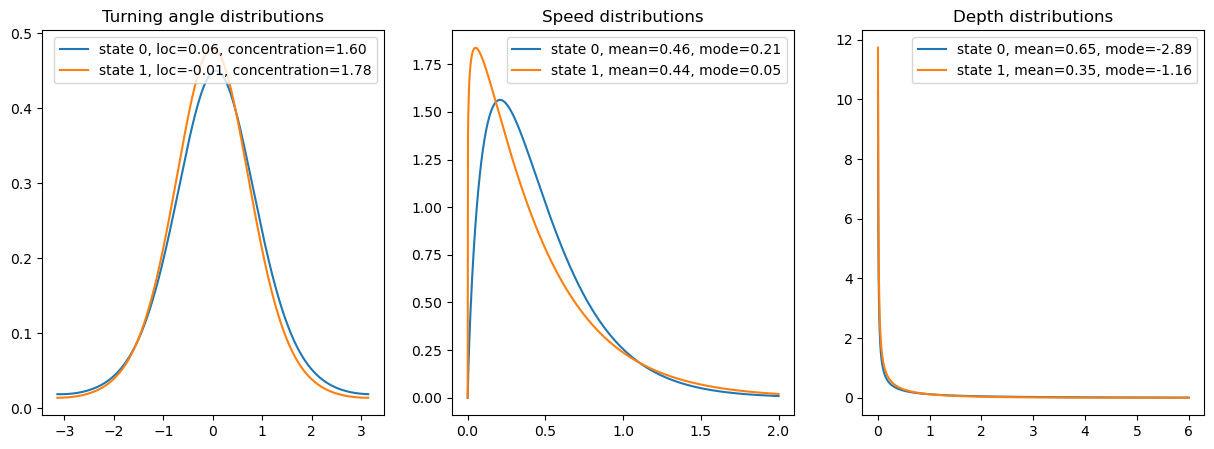 Turning angle distributions
state 0, loc=0.06, concentration=1.60
state 1, loc=-0.01, concentration=1.78
0.5
0.4
0.3
0.2
0.1
0.0
−3 −2 −1 0 1 2 3
Speed distributions
state 0, mean=0.46, mode=0.21
state 1, mean=0.44, mode=0.05
1.75
1.50
1.25
1.00
0.75
0.50
0.25
0.00
0.0 0.5 1.0 1.5 2.0
Depth distributions
state 0, mean=0.65, mode=-2.89
state 1, mean=0.35, mode=-1.16
12
10
8
6
4
2
0
0 1 2 3 4 5 6